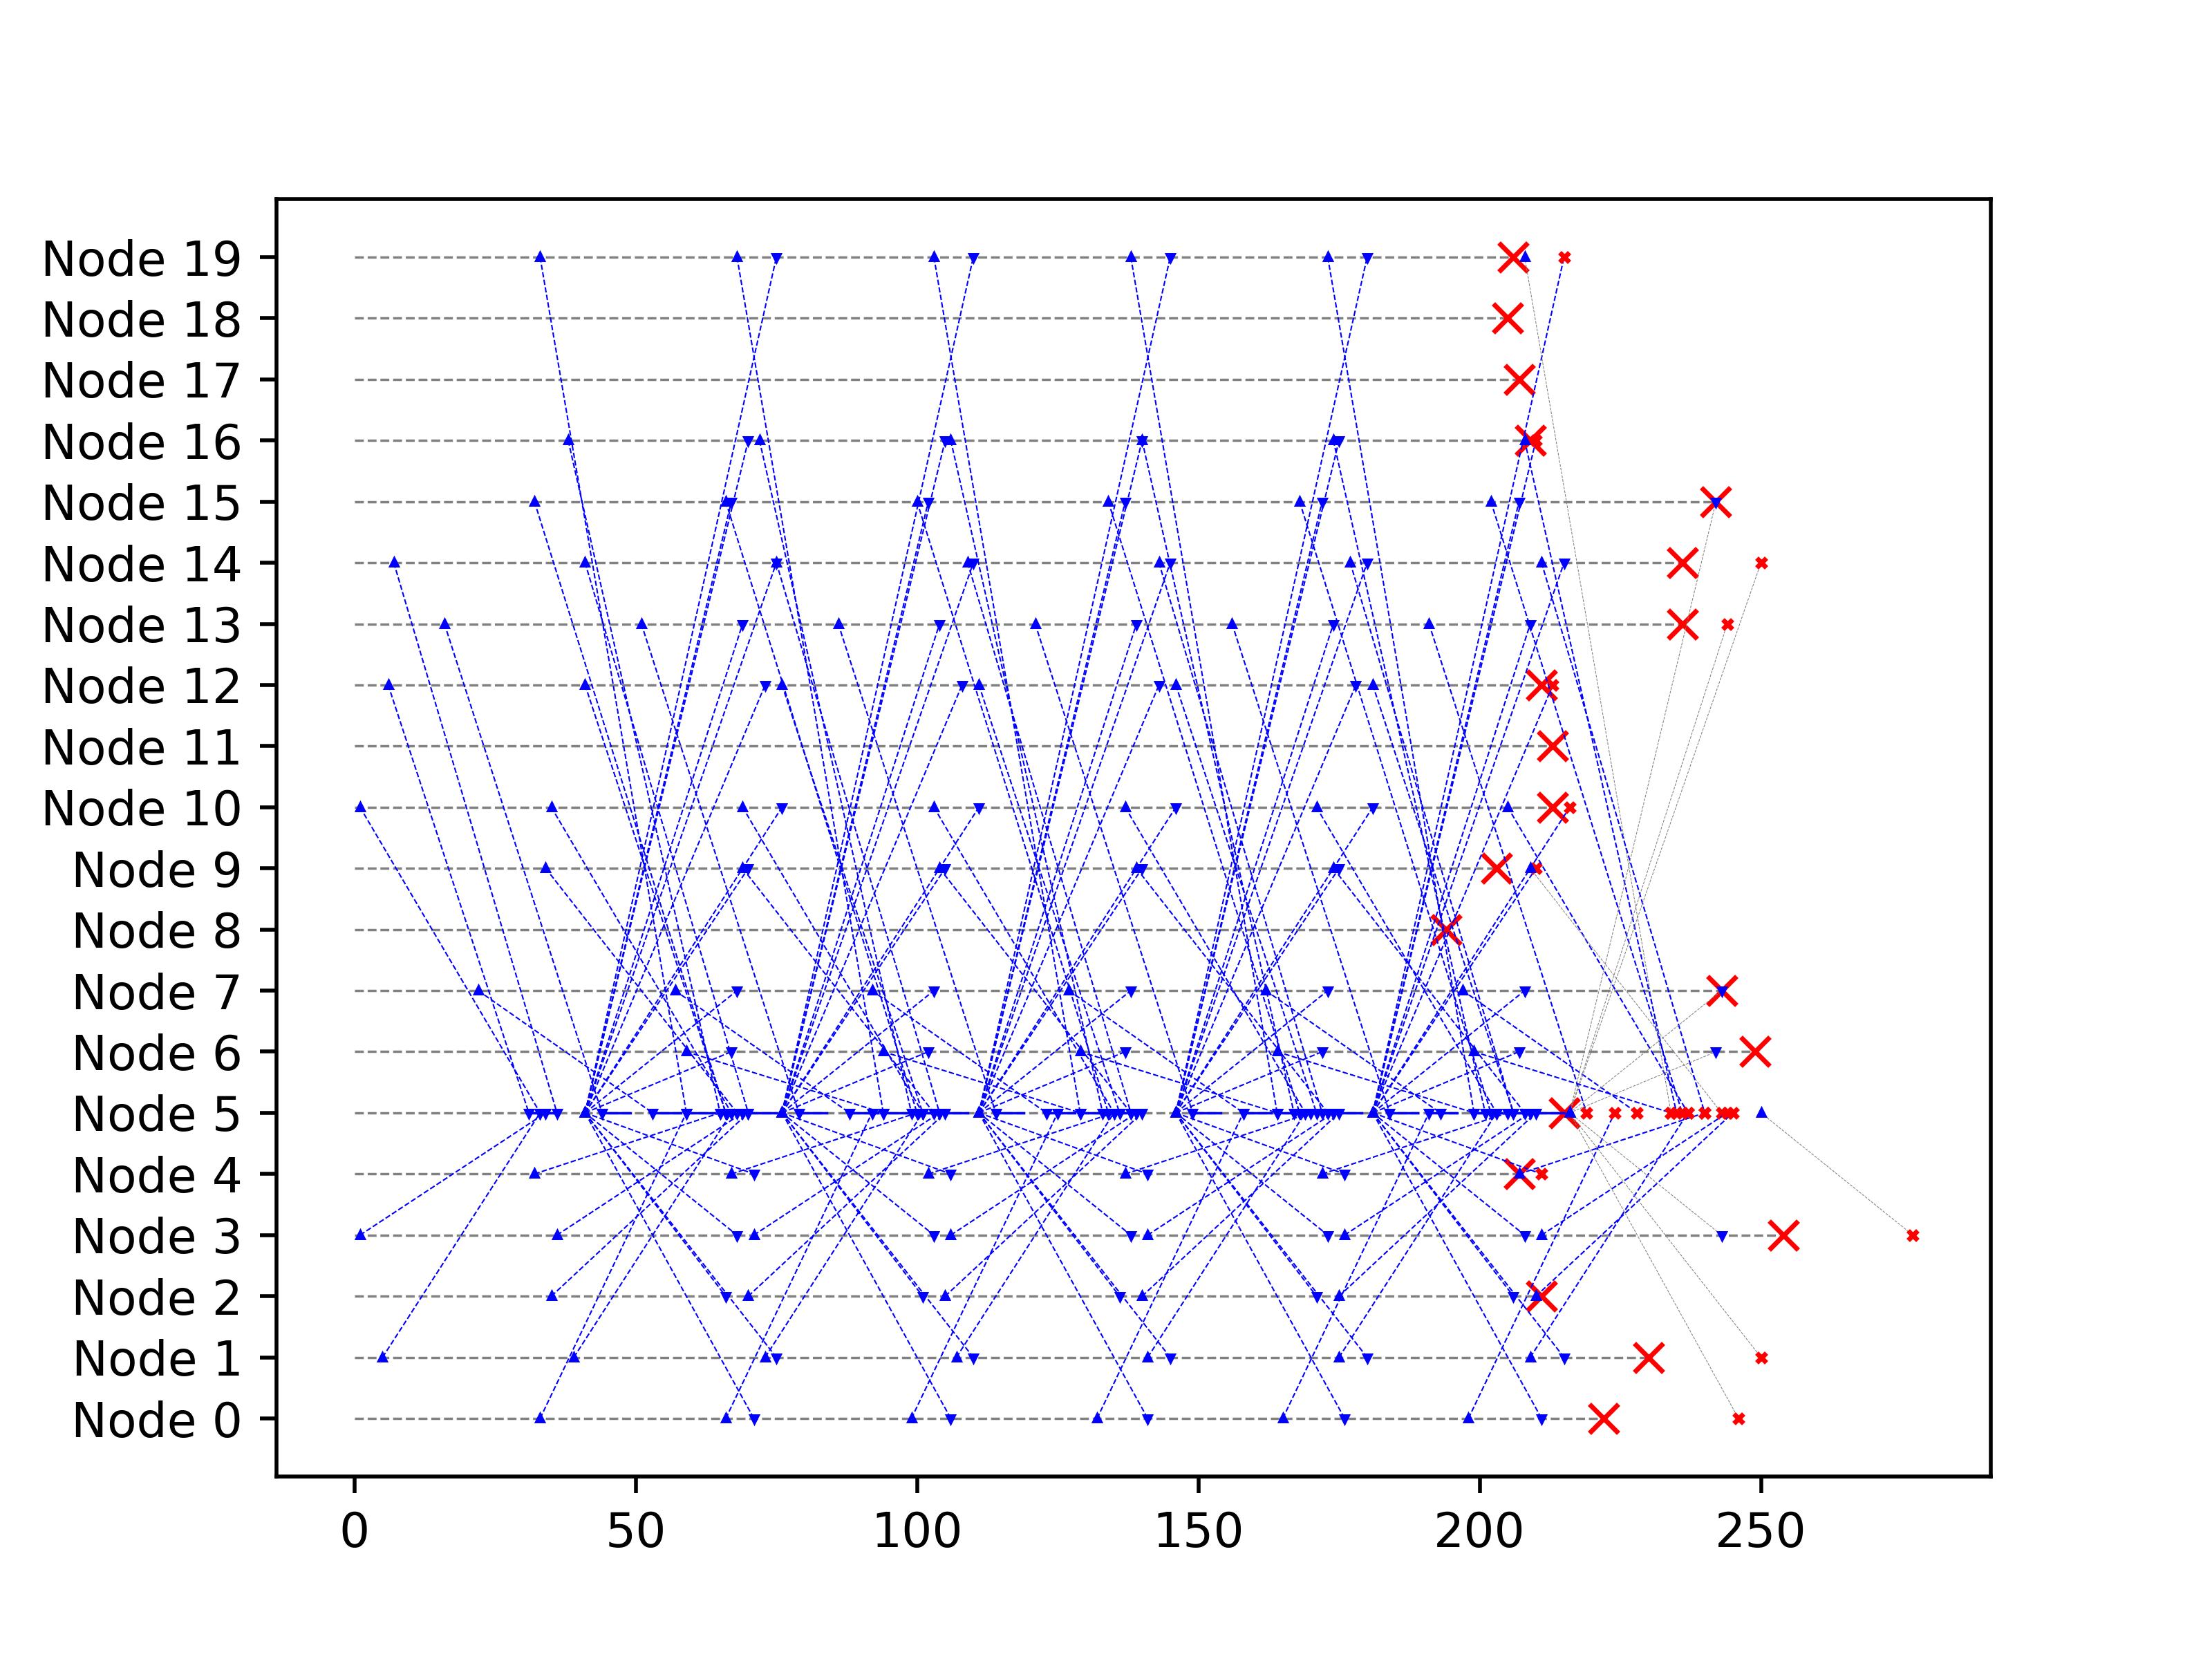 Node 19
Node 18
Node 17
Node 16
Node 15
Node 14
Node 13
Node 12
Node 11
Node 10
Node 9
Node 8
Node 7
Node 6
Node 5
Node 4
Node 3
Node 2
Node 1
Node 0
0 50 100 150 200 250